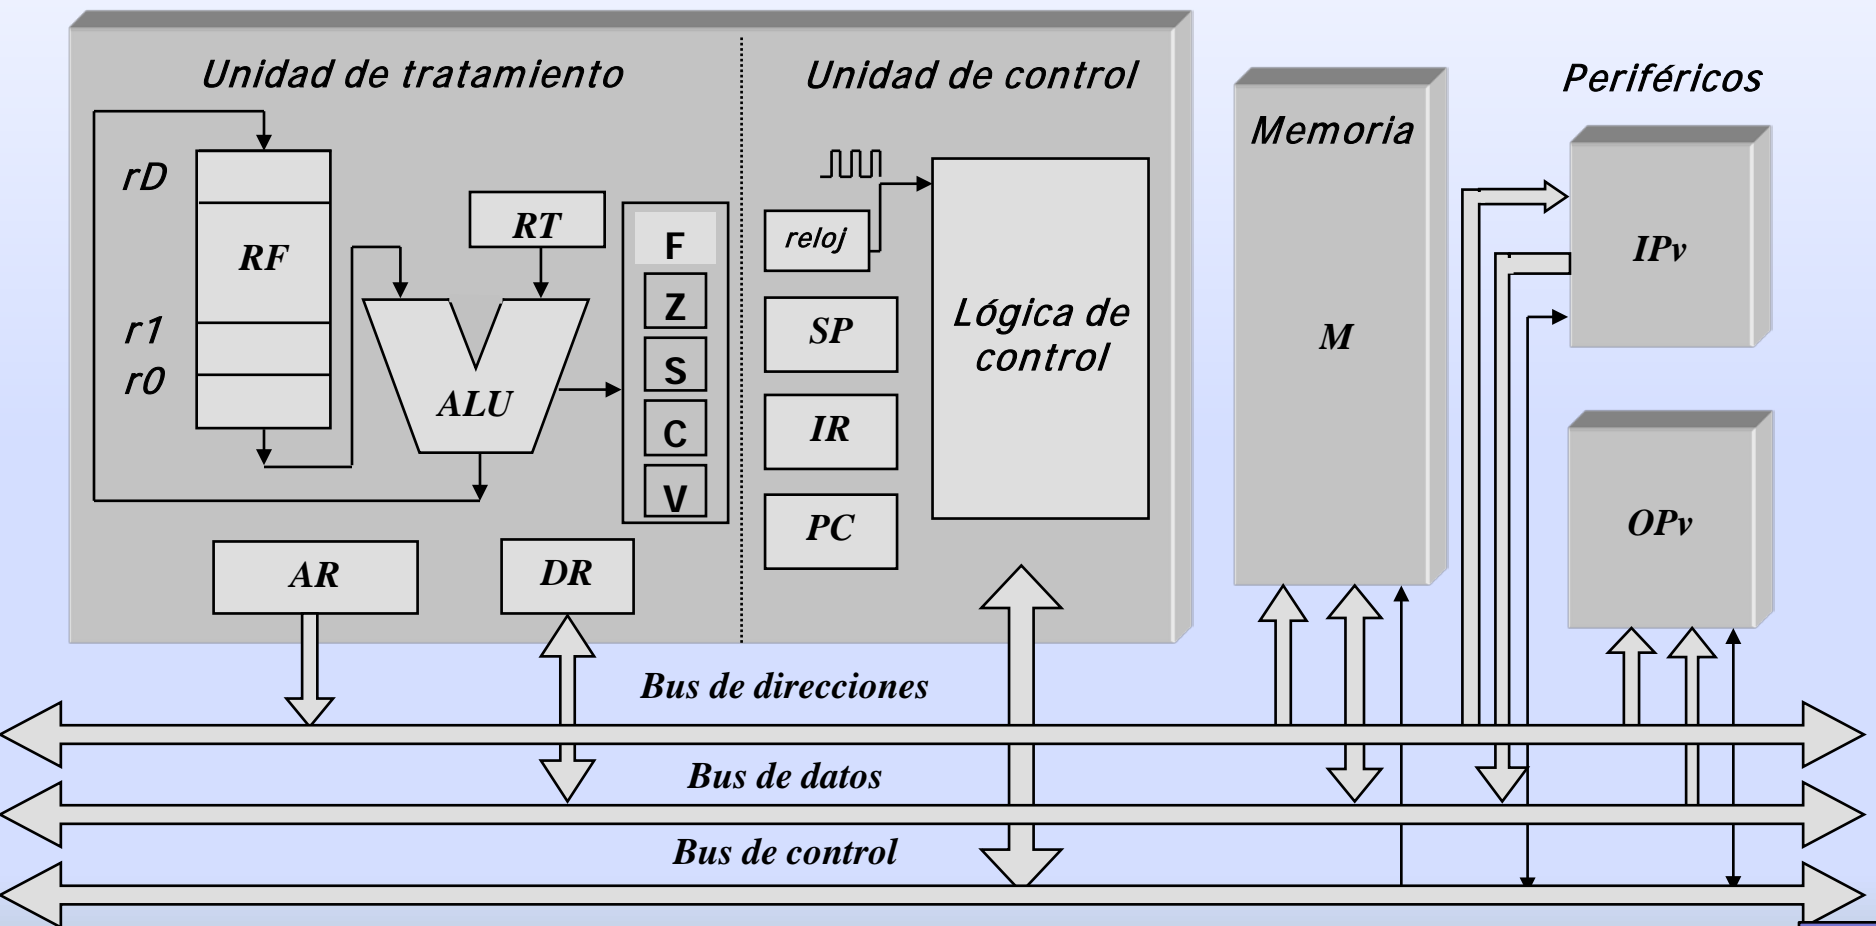 Unidad de tratamiento
Unidad de control
Periféricos
Memoria
rD
RF
r1
r0
RT
ALU
F
Z
S
C
V
reloj
SP
IR
PC
Lógica de
control
M
IPv
OPv
AR
DR
Bus de direcciones
Bus de datos
Bus de control